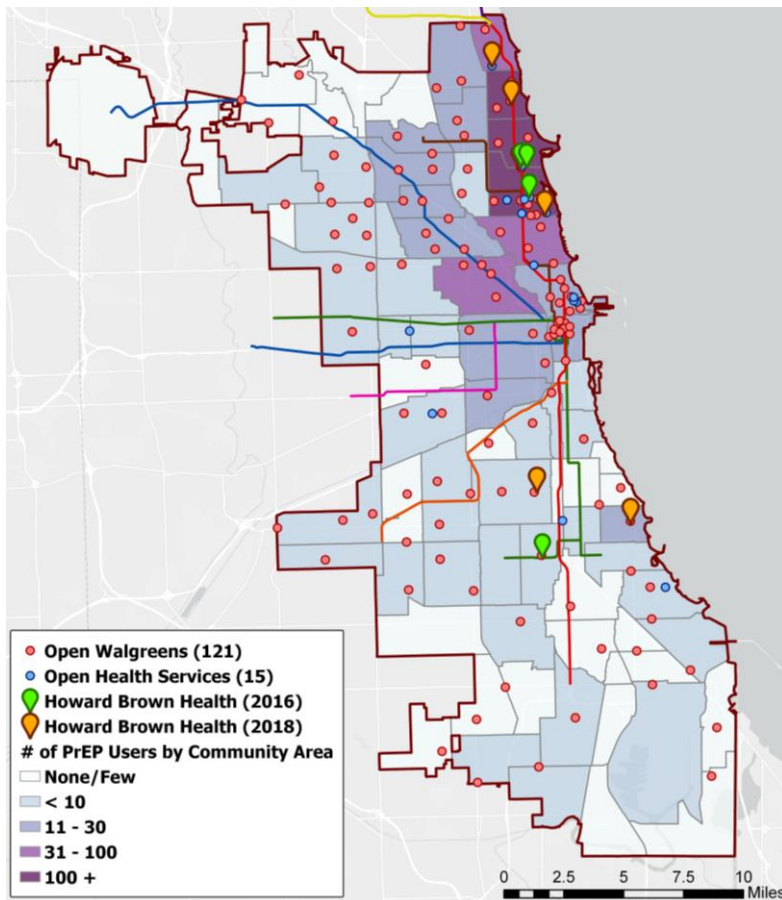 Open Walgreens (121)
Open Health Services (15)
Howard Brown Health (2016)
Howard Brown Health (2018)
# of PrEP Users by Community Area
None/Few
< 10
11 - 30
31 - 100
100 +
0 2.5 5 7.5 10
Miles